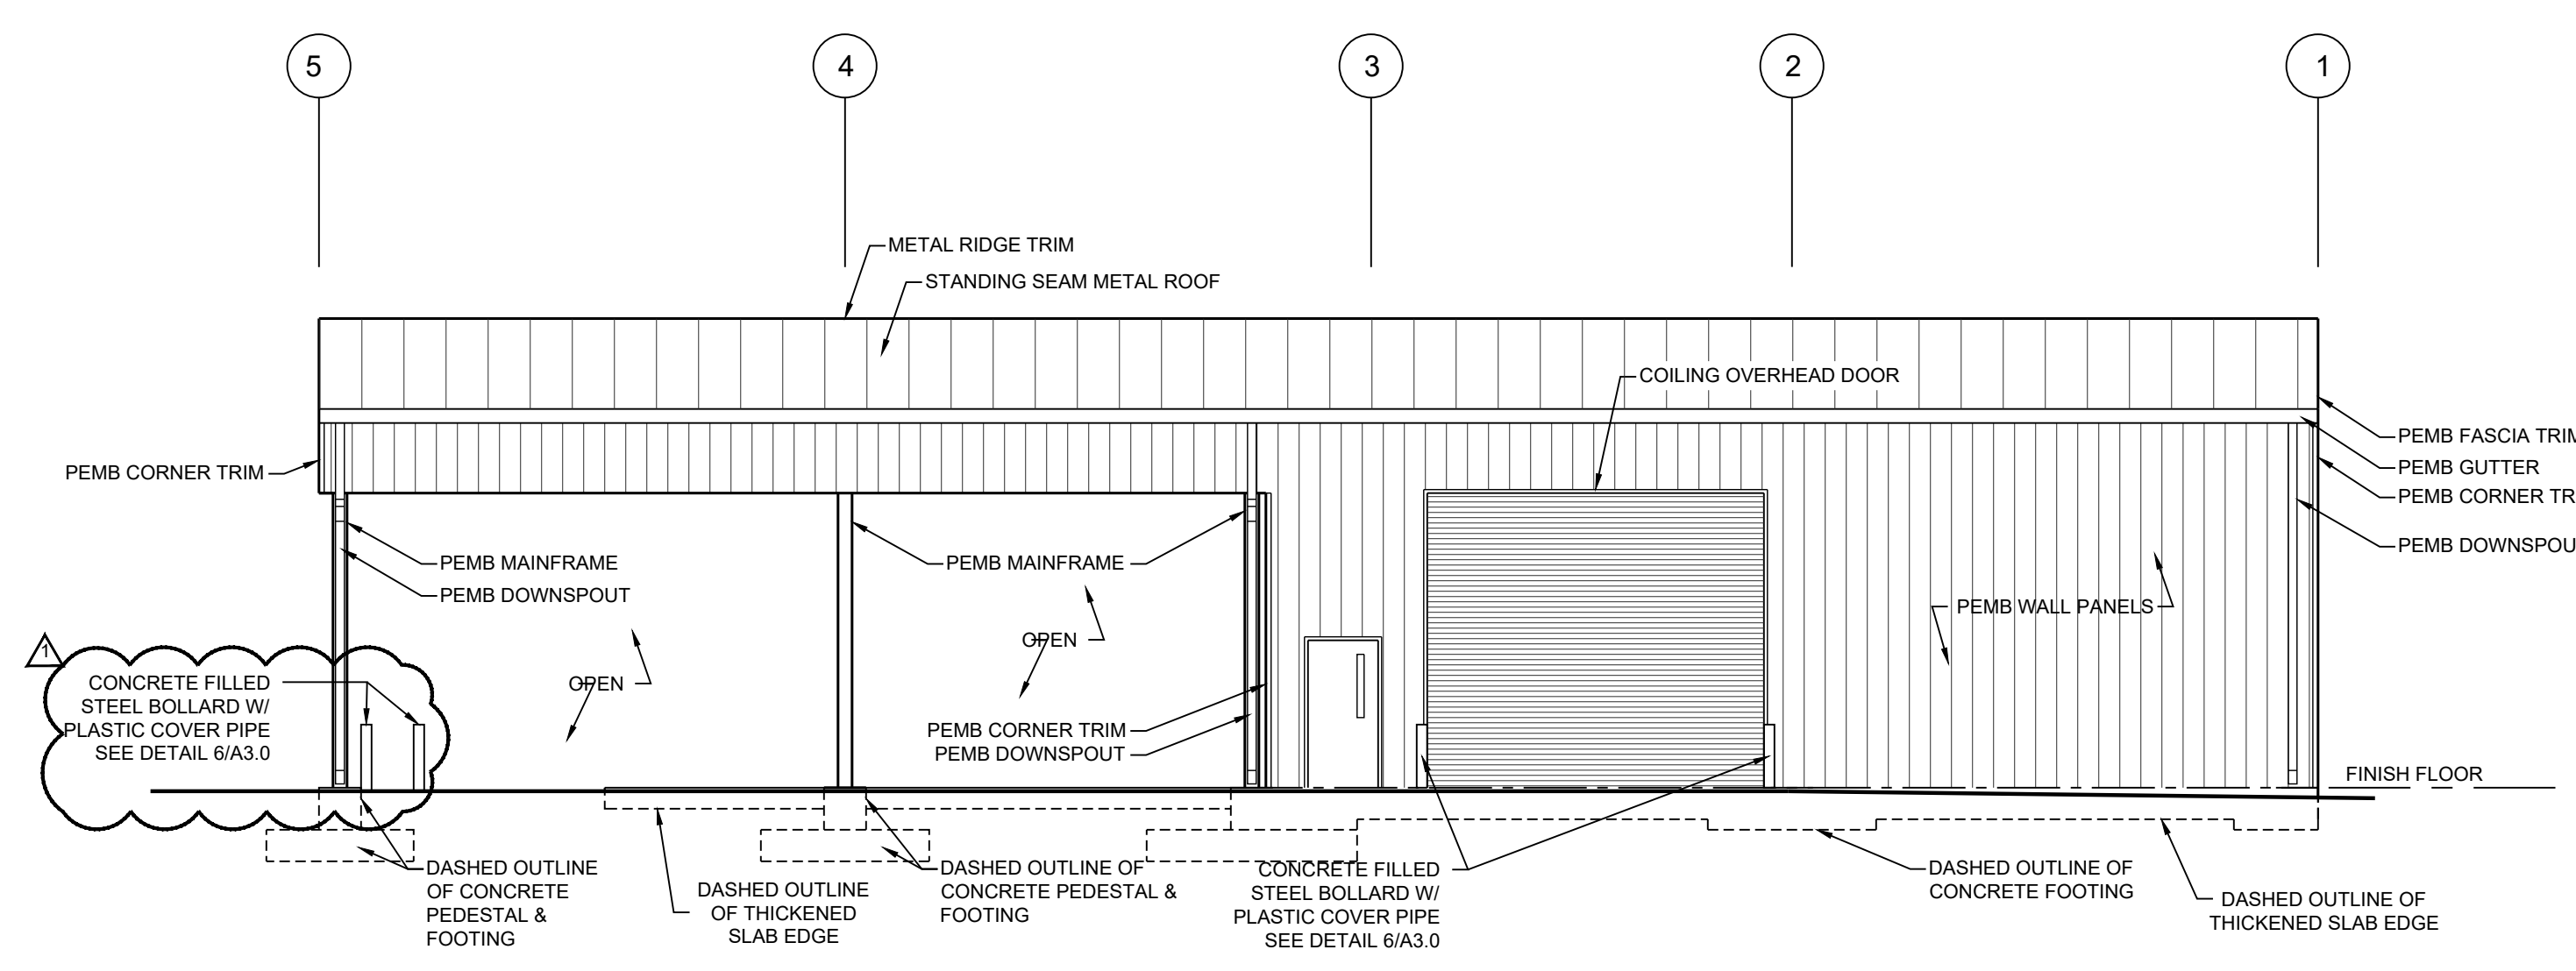 5
4
3
2
1
METAL RIDGE TRIM
STANDING SEAM METAL ROOF
COILING OVERHEAD DOOR
PEMB FASCIA TRIM
PEMB GUTTER
PEMB CORNER TR
PEMB DOWNSPOU
PEMB CORNER TRIM
PEMB MAINFRAME
PEMB DOWNSPOUT
PEMB MAINFRAME
OPEN
OPEN
PEMB WALL PANELS
1
CONCRETE FILLED
STEEL BOLLARD W/
PLASTIC COVER PIPE
SEE DETAIL 6/A3.0
PEMB CORNER TRIM
PEMB DOWNSPOUT
FINISH FLOOR
DASHED OUTLINE
OF CONCRETE
PEDESTAL &
FOOTING
DASHED OUTLINE
OF THICKENED
SLAB EDGE
DASHED OUTLINE OF
CONCRETE PEDESTAL &
FOOTING
CONCRETE FILLED
STEEL BOLLARD W/
PLASTIC COVER PIPE
SEE DETAIL 6/A3.0
DASHED OUTLINE OF
CONCRETE FOOTING
DASHED OUTLINE OF
THICKENED SLAB EDGE